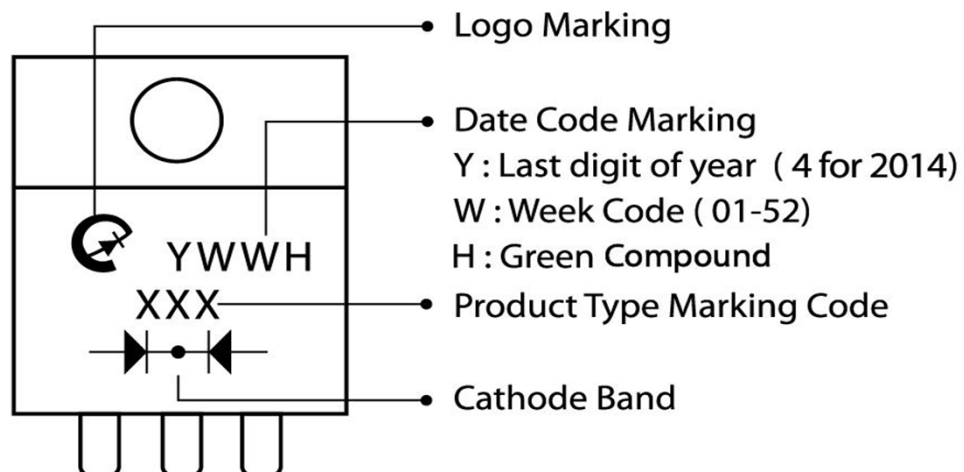 Logo Marking
Date Code Marking
Y : Last digit of year ( 4 for 2014)
W : Week Code ( 01-52)
H : Green Compound
YWWH
XXX
Product Type Marking Code
Cathode Band